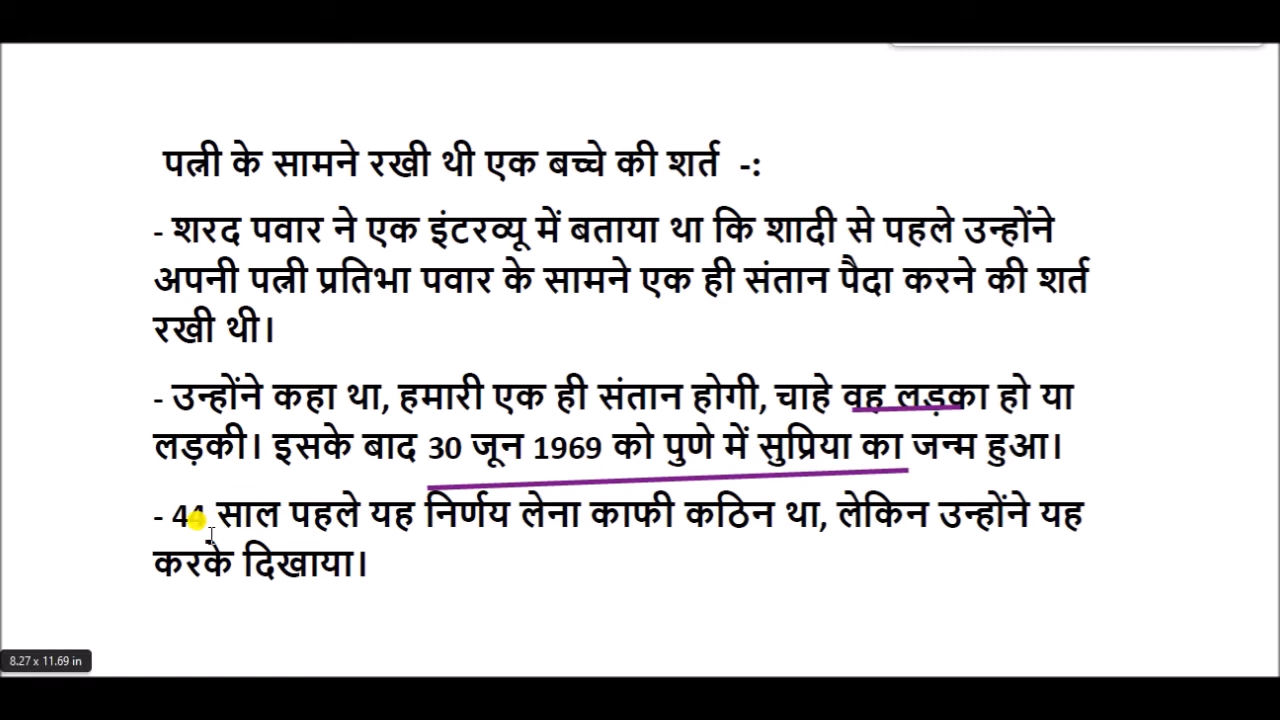 पत्नी के सामने रखी थी एक बच्चे की शर्त -:
- शरद पवार ने एक इंटरव्यू में बताया था कि शादी से पहले उन्होंने
अपनी पत्नी प्रतिभा पवार के सामने एक ही संतान पैदा करने की शर्त
रखी थी।
- उन्होंने कहा था, हमारी एक ही संतान होगी, चाहे वह लड़का हो या
लड़की। इसके बाद 30 जून 1969 को पुणे में सुप्रिया का जन्म हुआ।
- 44 साल पहले यह निर्णय लेना काफी कठिन था, लेकिन उन्होंने यह
करके दिखाया।
8.27 x 11.69 in